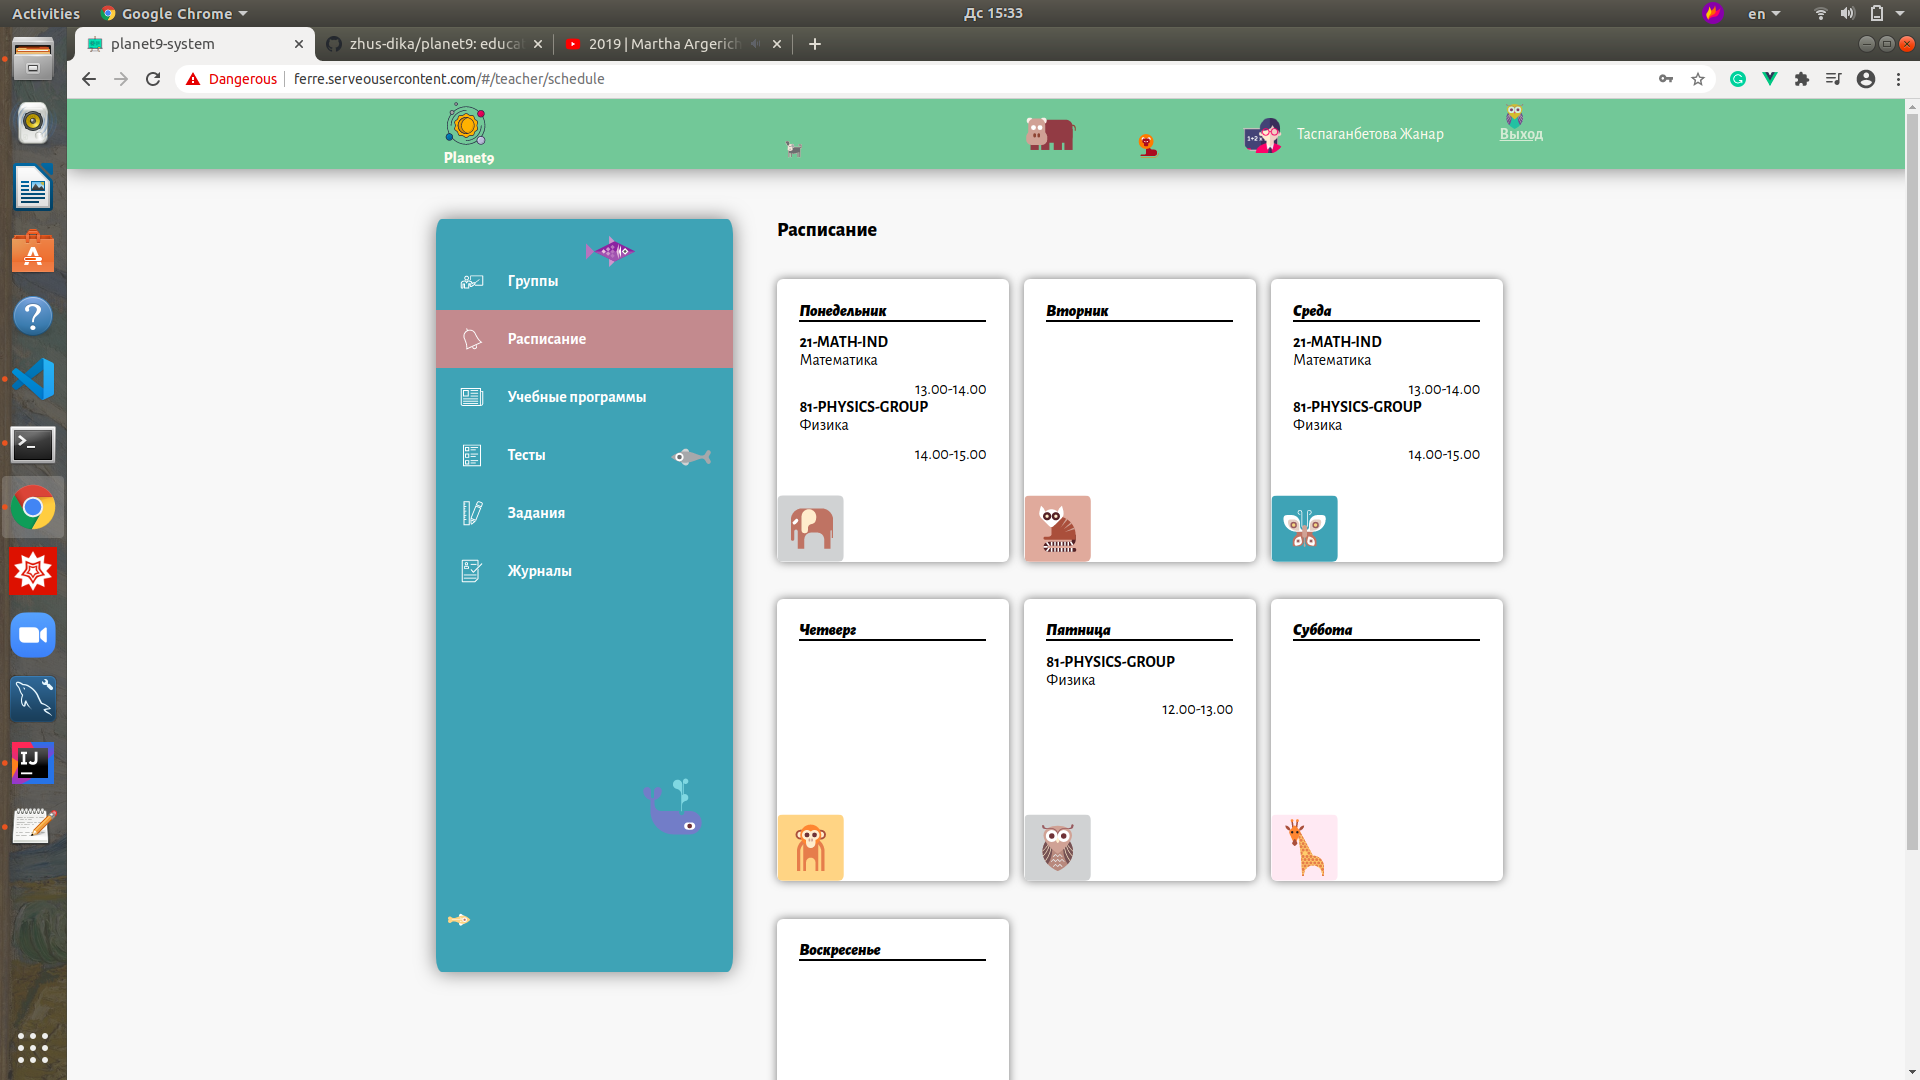 Activities
Google Chrome
Дс 15:33
en
planet9-system
zhus-dika/planet9: educa
2019 | Martha Argerich
Dangerous
ferre.serveousercontent.com/#/teacher/schedule
Planet9
1+2
Таспаганбетова Жанар
Выход
Группы
Расписание
Учебные программы
Тесты
Задания
Журналы
Расписание
Понедельник
21-MATH-IND
Математика
13.00-14.00
81-PHYSICS-GROUP
Физика
14.00-15.00
Вторник
Среда
21-MATH-IND
Математика
13.00-14.00
81-PHYSICS-GROUP
Физика
14.00-15.00
Четверг
Пятница
81-PHYSICS-GROUP
Физика
12.00-13.00
Суббота
Воскресенье
IJ